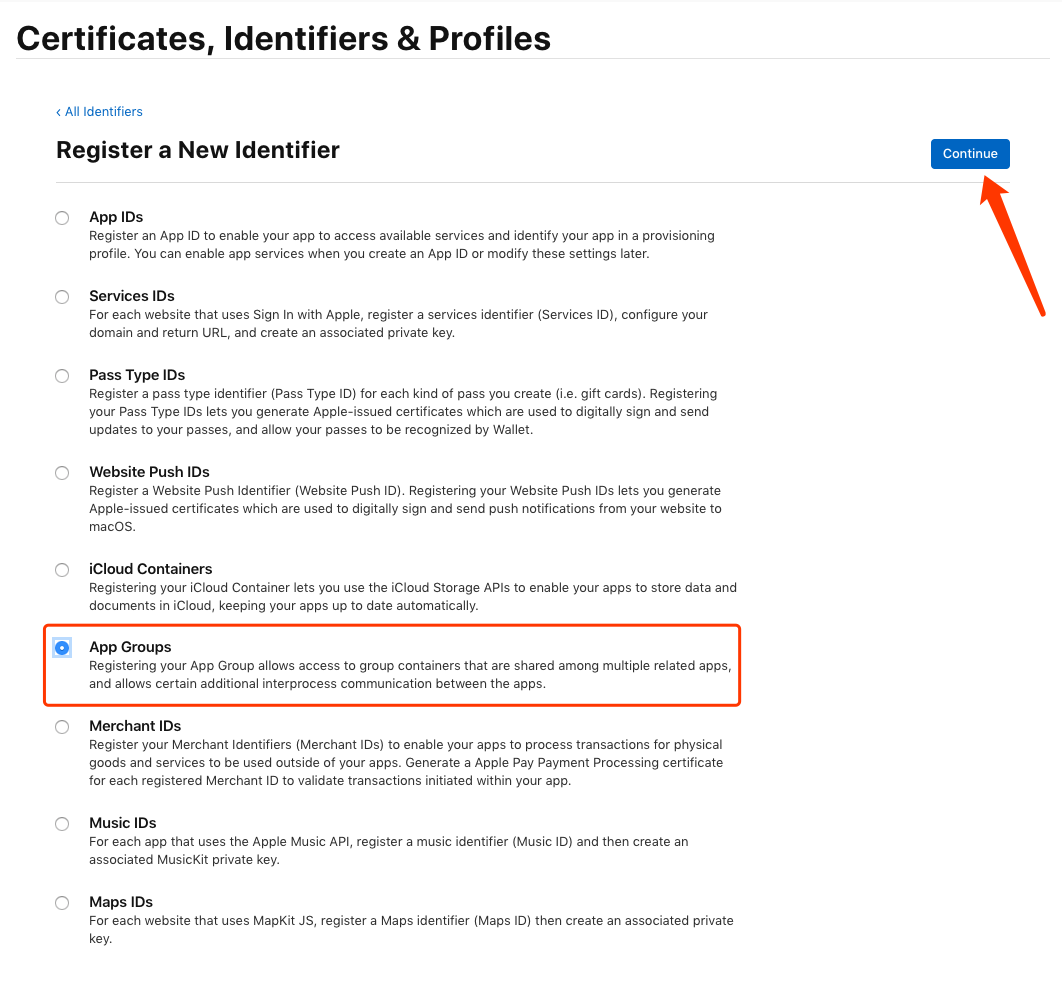 Certificates, Identifiers & Profiles
‹ All Identifiers
Register a New Identifier
Continue
App IDs
Register an App ID to enable your app to access available services and identify your app in a provisioning
profile. You can enable app services when you create an App ID or modify these settings later.
Services IDs
For each website that uses Sign In with Apple, register a services identifier (Services ID), configure your
domain and return URL, and create an associated private key.
Pass Type IDs
Register a pass type identifier (Pass Type ID) for each kind of pass you create (i.e. gift cards). Registering
your Pass Type IDs lets you generate Apple-issued certificates which are used to digitally sign and send
updates to your passes, and allow your passes to be recognized by Wallet.
Website Push IDs
Register a Website Push Identifier (Website Push ID). Registering your Website Push IDs lets you generate
Apple-issued certificates which are used to digitally sign and send push notifications from your website to
macOS.
iCloud Containers
Registering your iCloud Container lets you use the iCloud Storage APIs to enable your apps to store data and
documents in iCloud, keeping your apps up to date automatically.
App Groups
Registering your App Group allows access to group containers that are shared among multiple related apps,
and allows certain additional interprocess communication between the apps.
Merchant IDs
Register your Merchant Identifiers (Merchant IDs) to enable your apps to process transactions for physical
goods and services to be used outside of your apps. Generate a Apple Pay Payment Processing certificate
for each registered Merchant ID to validate transactions initiated within your app.
Music IDs
For each app that uses the Apple Music API, register a music identifier (Music ID) and then create an
associated MusicKit private key.
Maps IDs
For each website that uses MapKit JS, register a Maps identifier (Maps ID) then create an associated private
key.